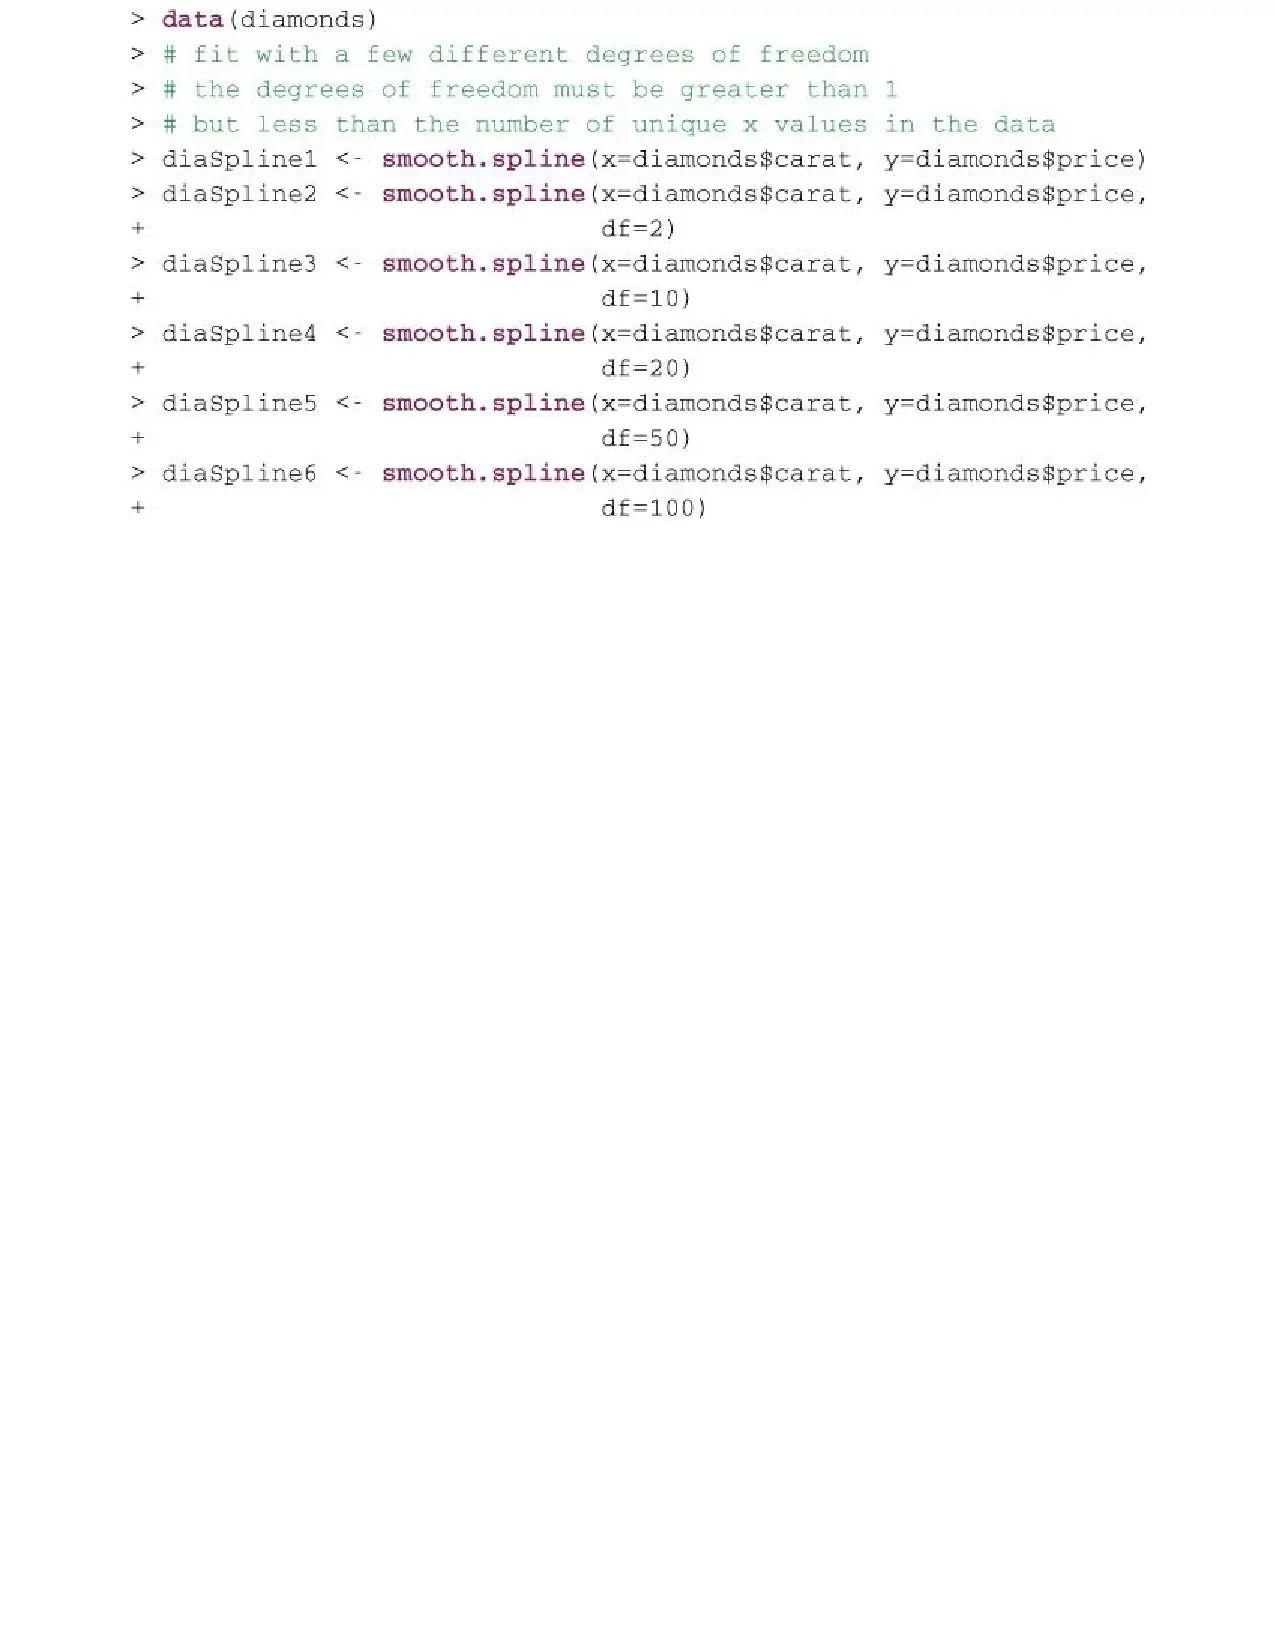 > data(diamonds)
> # fit with a few different degrees of freedom
> # the degrees of freedom must be greater than 1
> # but less than the number of unique x values in the data
> diaSpline1 <- smooth.spline(x=diamonds$carat, y=diamonds$price)
> diaSpline2 <- smooth.spline(x=diamonds$carat, y=diamonds$price,
+                             df=2)
> diaSpline3 <- smooth.spline(x=diamonds$carat, y=diamonds$price,
+                             df=10)
> diaSpline4 <- smooth.spline(x=diamonds$carat, y=diamonds$price,
+                             df=20)
> diaSpline5 <- smooth.spline(x=diamonds$carat, y=diamonds$price,
+                             df=50)
> diaSpline6 <- smooth.spline(x=diamonds$carat, y=diamonds$price,
+                             df=100)